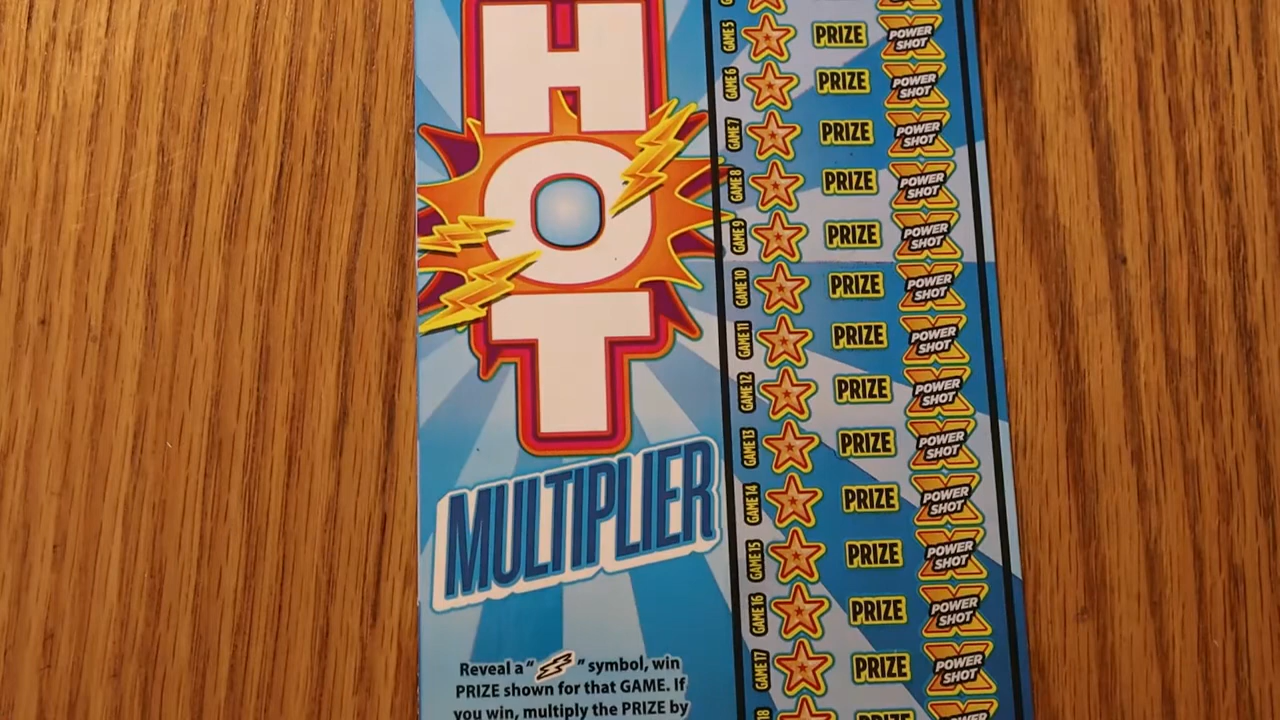 HOT
MULTIPLIER
Reveal a " " symbol, win
PRIZE shown for that GAME. If
you win, multiply the PRIZE by
GAME 5 PRIZE POWER SHOT
GAME 6 PRIZE POWER SHOT
GAME 7 PRIZE POWER SHOT
GAME 8 PRIZE POWER SHOT
GAME 9 PRIZE POWER SHOT
GAME 10 PRIZE POWER SHOT
GAME 11 PRIZE POWER SHOT
GAME 12 PRIZE POWER SHOT
GAME 13 PRIZE POWER SHOT
GAME 14 PRIZE POWER SHOT
GAME 15 PRIZE POWER SHOT
GAME 16 PRIZE POWER SHOT
GAME 17 PRIZE POWER SHOT
18 PRIZE POWER